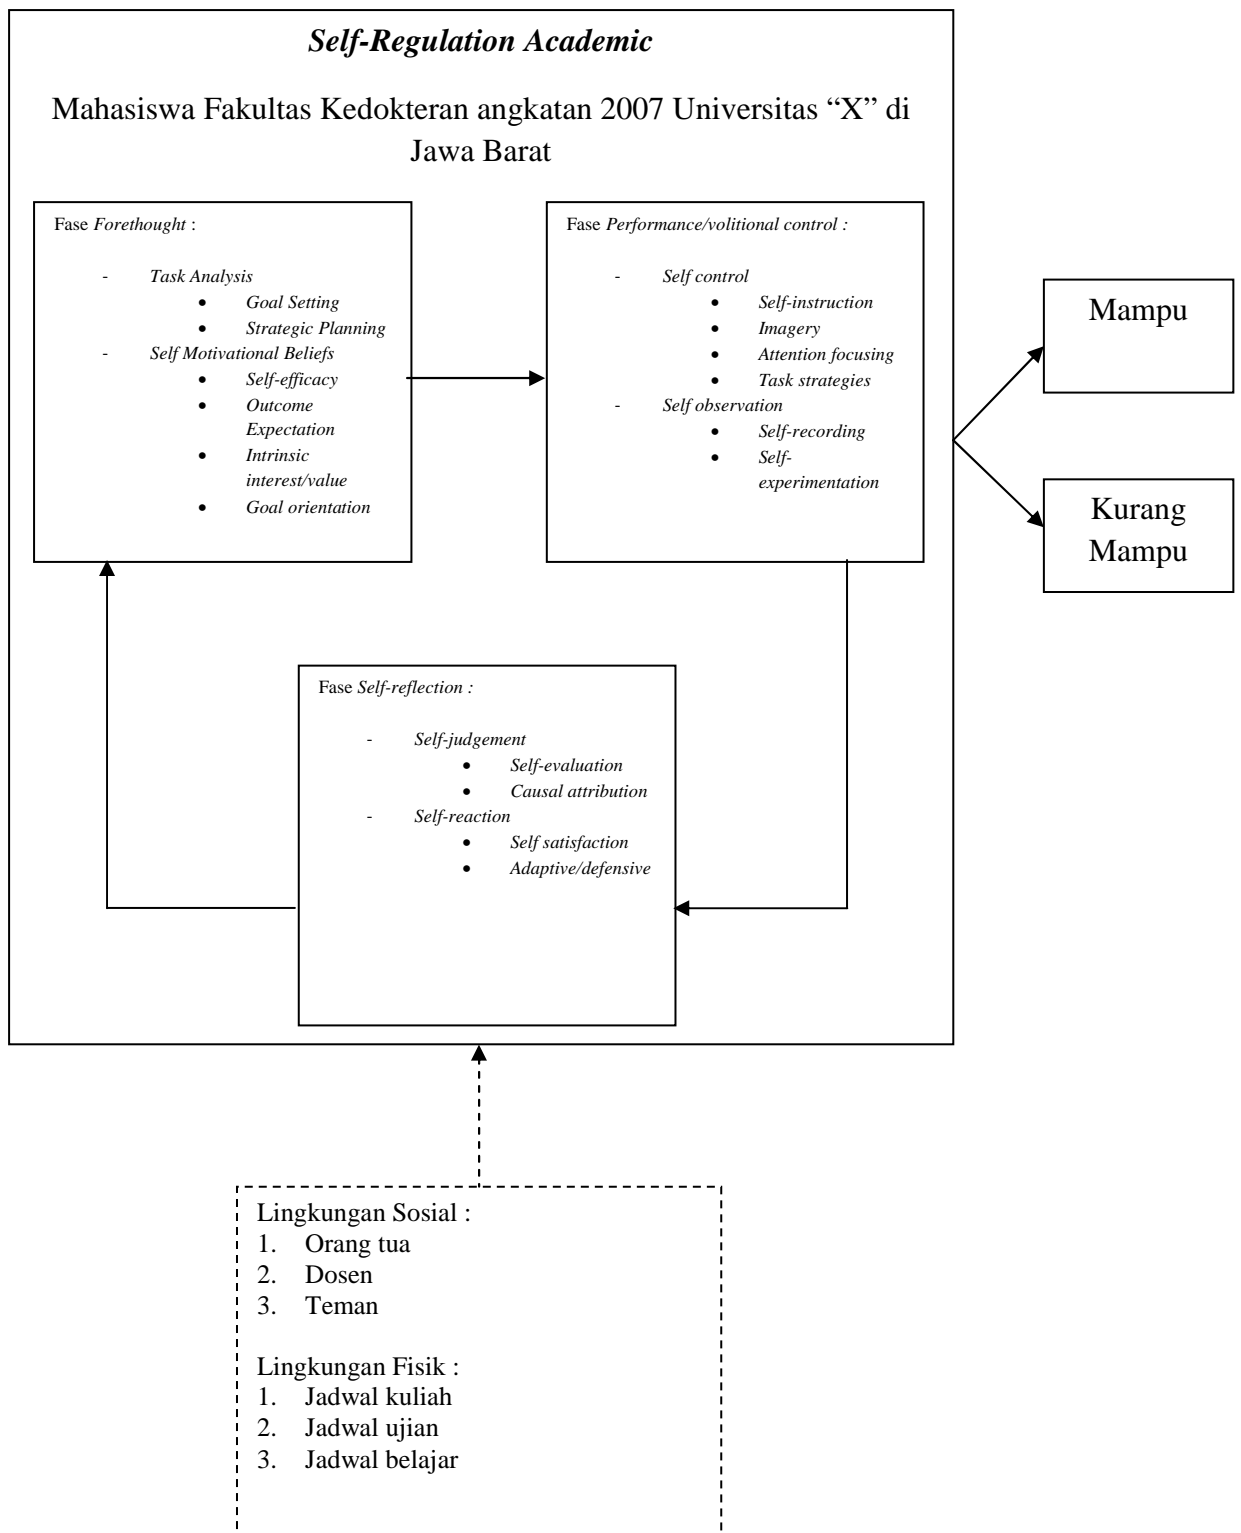 Self-Regulation Academic
Mahasiswa Fakultas Kedokteran angkatan 2007 Universitas “X” di
Jawa Barat
Fase Forethought :
- Task Analysis
• Goal Setting
• Strategic Planning
- Self Motivational Beliefs
• Self-efficacy
• Outcome
Expectation
• Intrinsic
interest/value
• Goal orientation
Fase Performance/volitional control :
- Self control
• Self-instruction
• Imagery
• Attention focusing
• Task strategies
- Self observation
• Self-recording
• Self-
experimentation
Mampu
Kurang
Mampu
Fase Self-reflection :
- Self-judgement
• Self-evaluation
• Causal attribution
- Self-reaction
• Self satisfaction
• Adaptive/defensive
Lingkungan Sosial :
1. Orang tua
2. Dosen
3. Teman
Lingkungan Fisik :
1. Jadwal kuliah
2. Jadwal ujian
3. Jadwal belajar